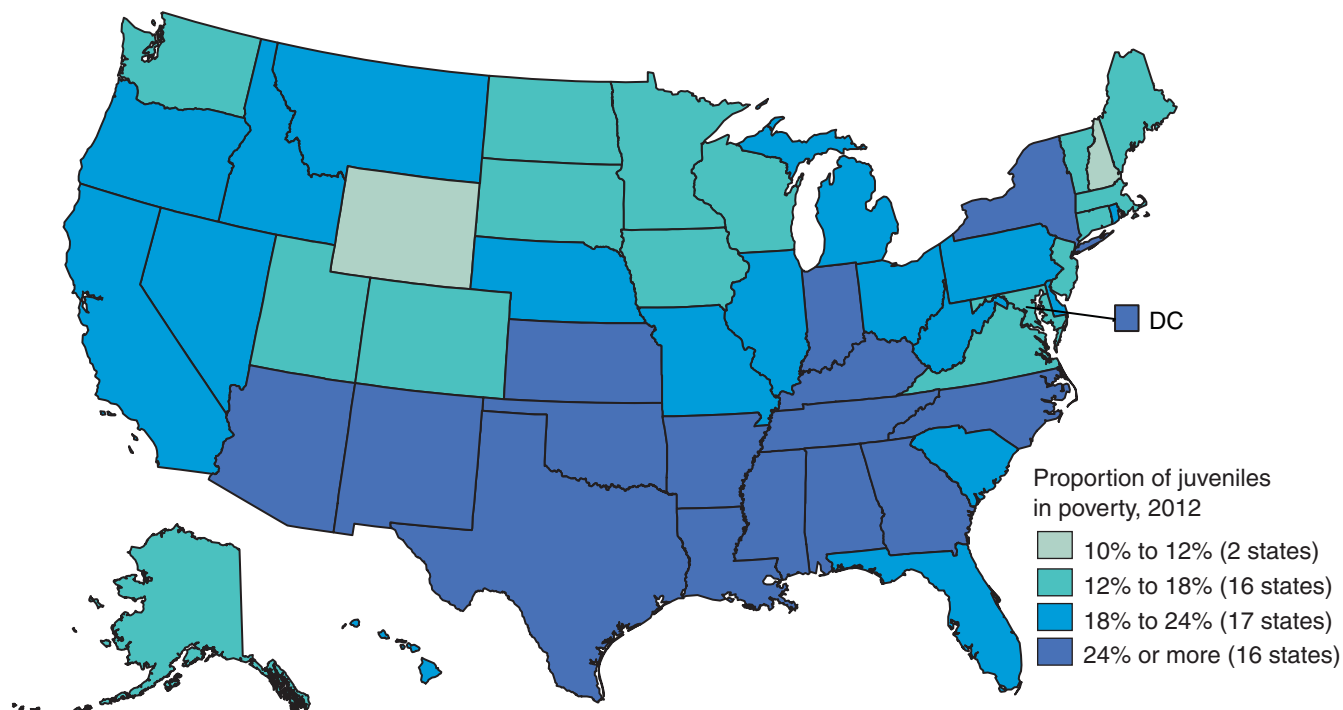 DC
Proportion of juveniles
in poverty, 2012
10% to 12% (2 states)
12% to 18% (16 states)
18% to 24% (17 states)
24% or more (16 states)